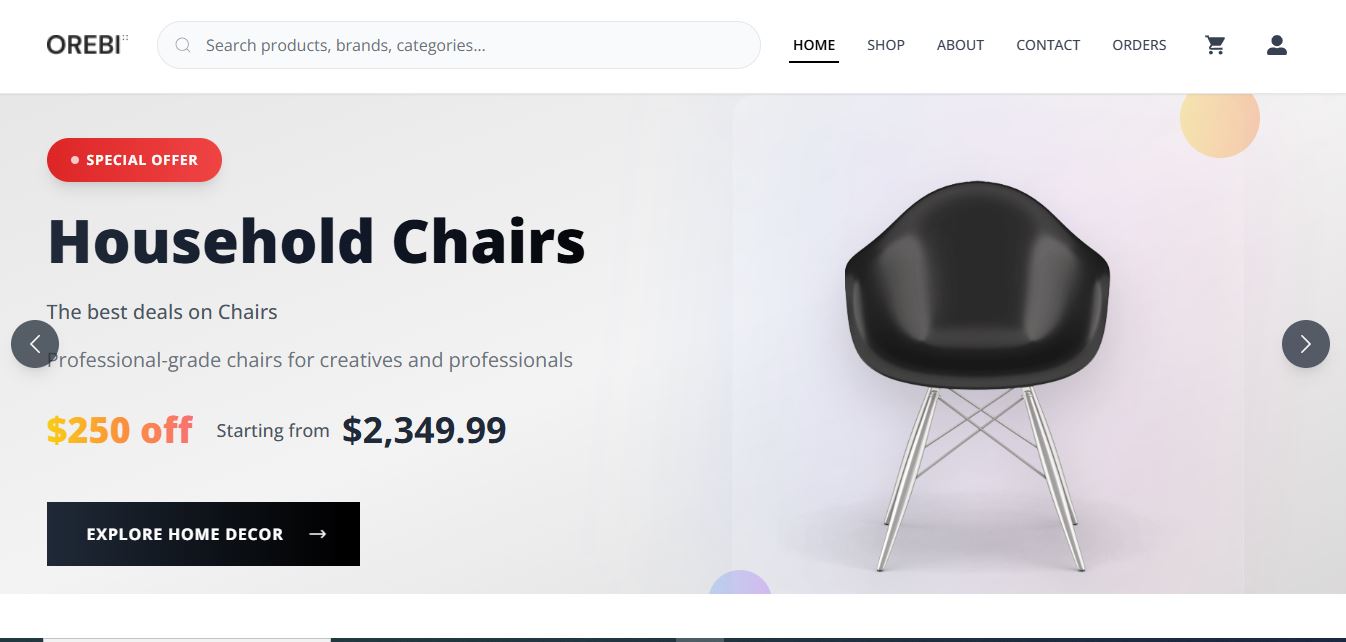 OREBI
Search products, brands, categories...
HOME
SHOP
ABOUT
CONTACT
ORDERS
SPECIAL OFFER
Household Chairs
The best deals on Chairs
Professional-grade chairs for creatives and professionals
$250 off Starting from $2,349.99
EXPLORE HOME DECOR →